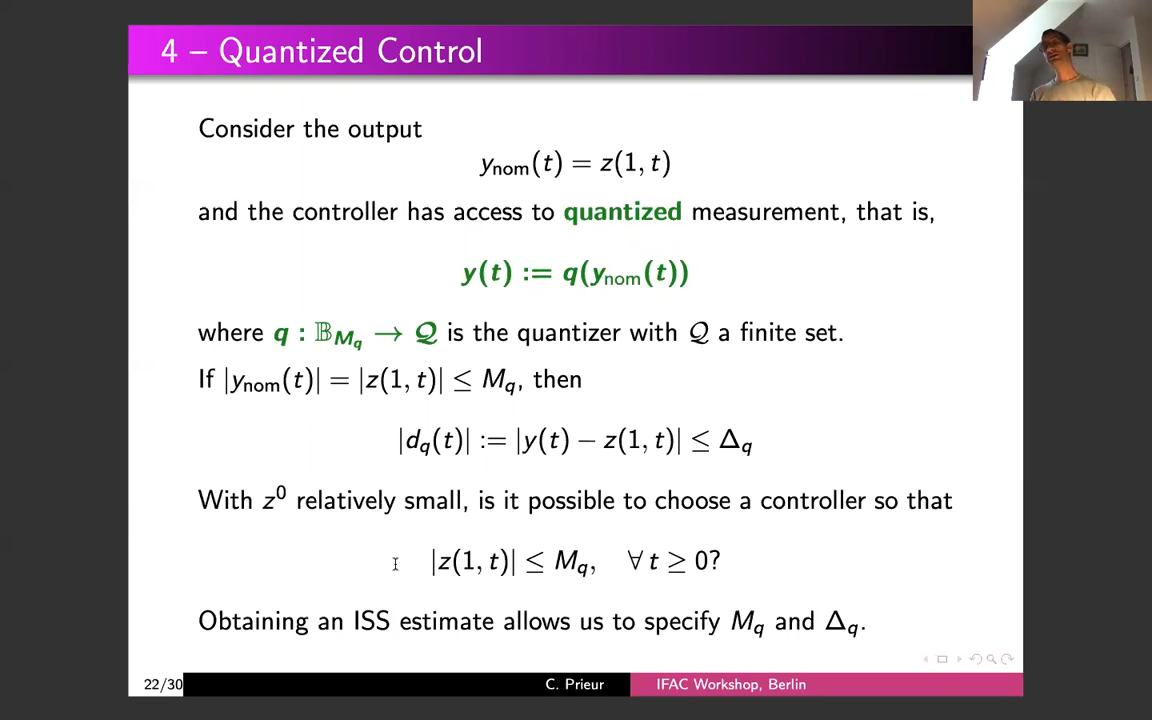 4 – Quantized Control
Consider the output
y_nom(t) = z(1, t)
and the controller has access to quantized measurement, that is,
y(t) := q(y_nom(t))
where q : 𝔹_{M_q} → 𝒬 is the quantizer with 𝒬 a finite set.
If |y_nom(t)| = |z(1, t)| ≤ M_q, then
|d_q(t)| := |y(t) − z(1, t)| ≤ Δ_q
With z⁰ relatively small, is it possible to choose a controller so that
|z(1, t)| ≤ M_q, ∀ t ≥ 0?
Obtaining an ISS estimate allows us to specify M_q and Δ_q.
22/30 C. Prieur IFAC Workshop, Berlin